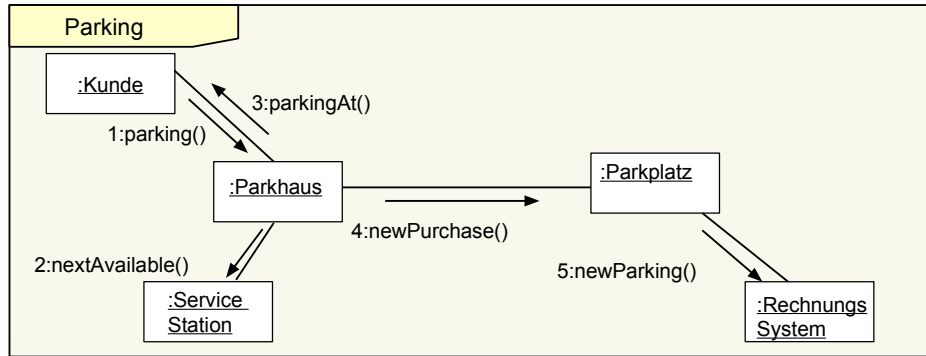 Parking
:Kunde
3:parkingAt()
1:parking()
:Parkhaus
:Parkplatz
4:newPurchase()
2:nextAvailable()
5:newParking()
:Service
Station
:Rechnungs
System